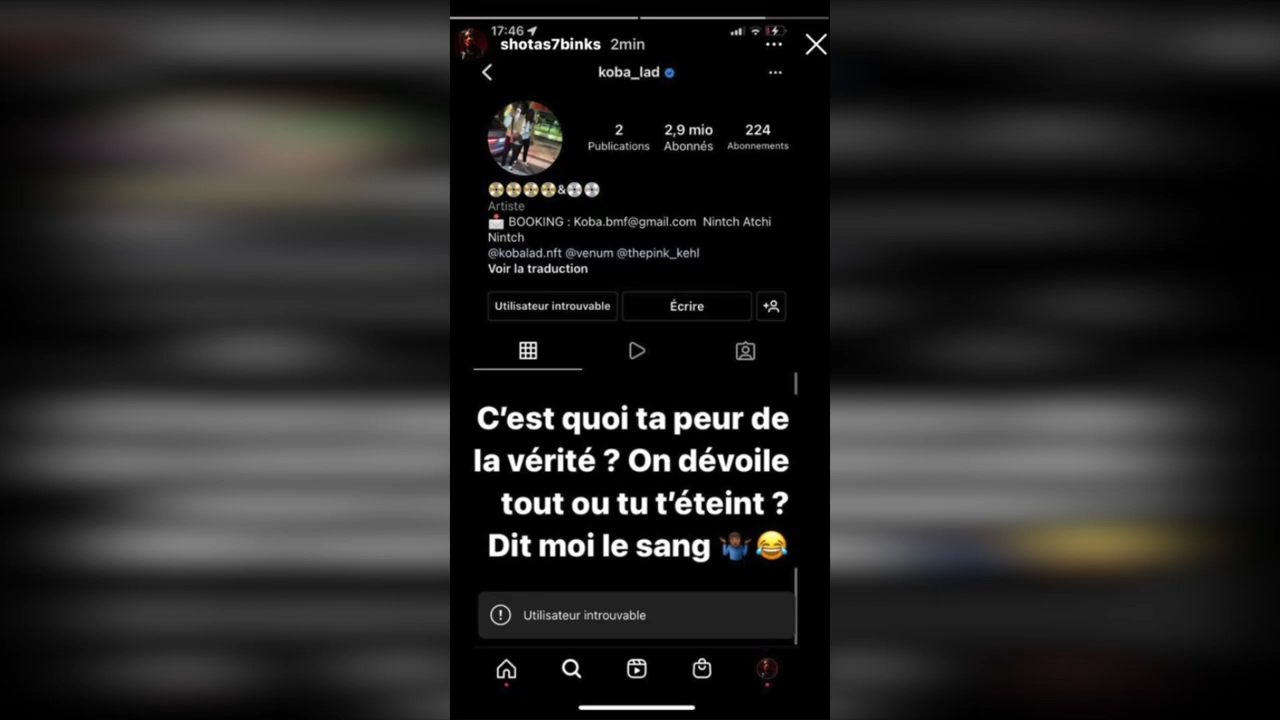 17:46
shotas7binks 2min
koba_lad
2 2,9 mio 224
Publications Abonnés Abonnements
📀📀📀📀&💿💿
Artiste
📩 BOOKING : Koba.bmf@gmail.com Nintch Atchi
Nintch
@kobalad.nft @venum @thepink_kehl
Voir la traduction
Utilisateur introuvable Écrire
C’est quoi ta peur de
la vérité ? On dévoile
tout ou tu t’éteint ?
Dit moi le sang 🤷🏾‍♂️😂
Utilisateur introuvable